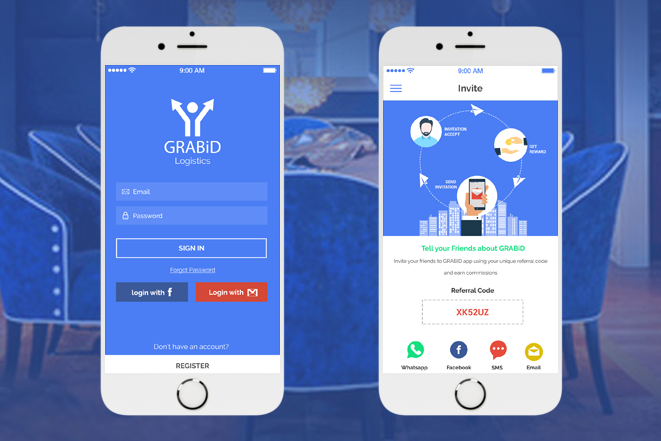 9:00 AM
GRABiD
Logistics
Email
Password
SIGN IN
Forgot Password
login with f
Login with M
Don't have an account?
REGISTER
9:00 AM
Invite
INVITATION
ACCEPT
GET
REWARD
SEND
INVITATION
Tell your Friends about GRABiD
Invite your friends to GRABiD app using your unique referral code
and earn commissions
Referral Code
XK52UZ
Whatsapp
Facebook
SMS
Email